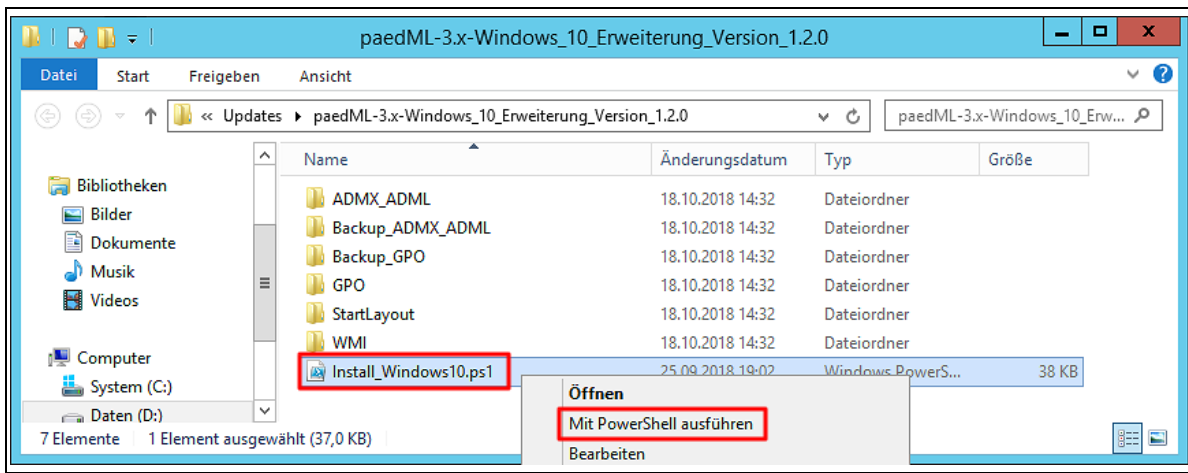 paedML-3.x-Windows_10_Erweiterung_Version_1.2.0
Datei Start Freigeben Ansicht
« Updates ▸ paedML-3.x-Windows_10_Erweiterung_Version_1.2.0
paedML-3.x-Windows_10_Erw...
Name Änderungsdatum Typ Größe
Bibliotheken
Bilder
Dokumente
Musik
Videos
Computer
System (C:)
Daten (D:)
ADMX_ADML 18.10.2018 14:32 Dateiordner
Backup_ADMX_ADML 18.10.2018 14:32 Dateiordner
Backup_GPO 18.10.2018 14:32 Dateiordner
GPO 18.10.2018 14:32 Dateiordner
StartLayout 18.10.2018 14:32 Dateiordner
WMI 18.10.2018 14:32 Dateiordner
Install_Windows10.ps1 25.09.2018 19:02 Windows PowerS... 38 KB
Öffnen
Mit PowerShell ausführen
Bearbeiten
7 Elemente 1 Element ausgewählt (37,0 KB)